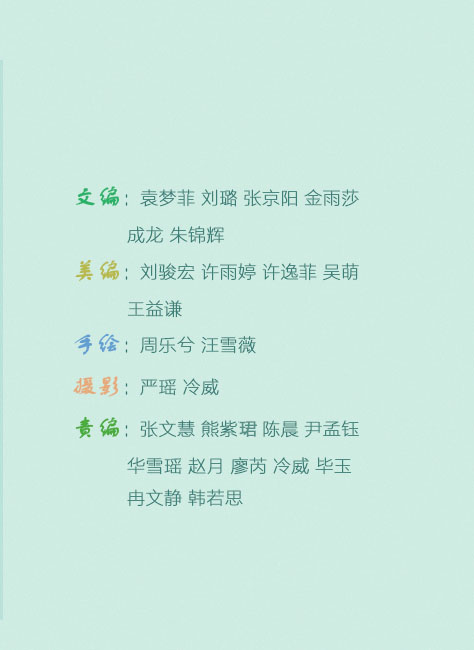 文编：袁梦菲 刘璐 张京阳 金雨莎
成龙 朱锦辉
美编：刘骏宏 许雨婷 许逸菲 吴萌
王益谦
手绘：周乐兮 汪雪薇
摄影：严瑶 冷威
责编：张文慧 熊紫珺 陈晨 尹孟钰
华雪瑶 赵月 廖芮 冷威 毕玉
冉文静 韩若思